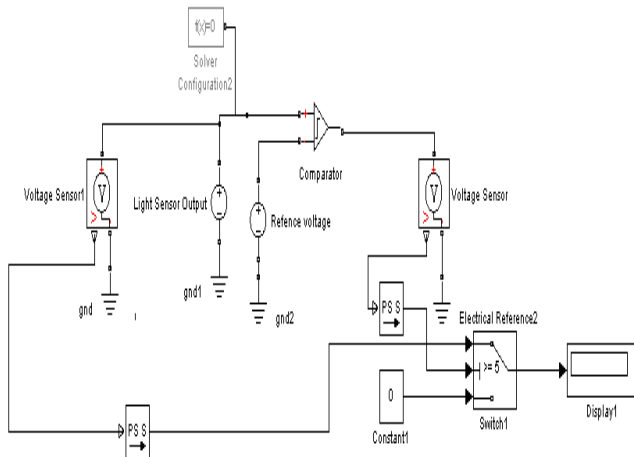 f(x)=0
Solver
Configuration2
+
-
Comparator
Voltage Sensor1
V
V
+
-
Light Sensor Output
+
-
Refence voltage
V
V
Voltage Sensor
gnd
gnd1
gnd2
PS S
Electrical Reference2
>= 5
Switch1
0
Constant1
Display1
PS S